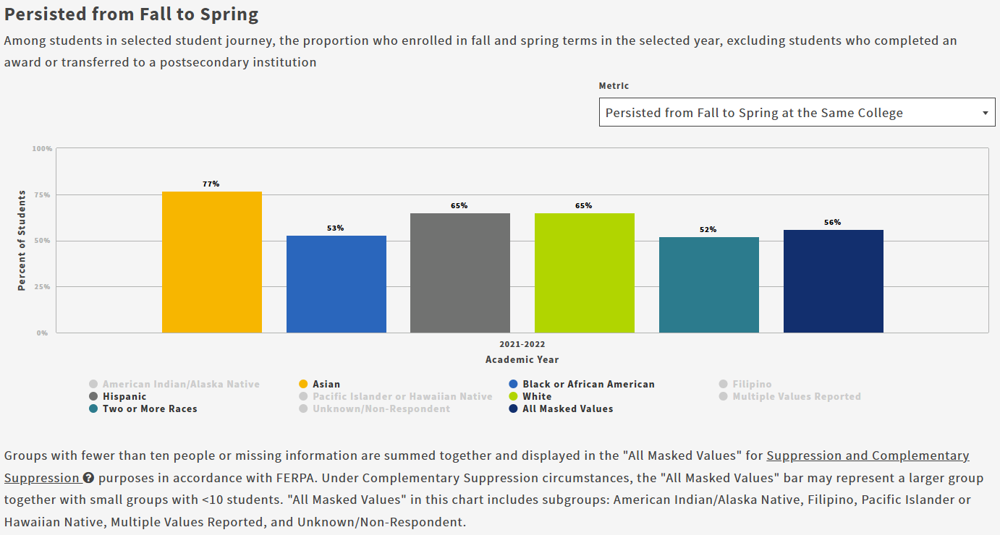 Persisted from Fall to Spring
Among students in selected student journey, the proportion who enrolled in fall and spring terms in the selected year, excluding students who completed an
award or transferred to a postsecondary institution
Metric
Persisted from Fall to Spring at the Same College
100%
75%
50%
25%
0%
Percent of Students
77%
53%
65%
65%
52%
56%
2021-2022
Academic Year
American Indian/Alaska Native
Asian
Black or African American
Filipino
Hispanic
Pacific Islander or Hawaiian Native
White
Multiple Values Reported
Two or More Races
Unknown/Non-Respondent
All Masked Values
Groups with fewer than ten people or missing information are summed together and displayed in the "All Masked Values" for Suppression and Complementary
Suppression ? purposes in accordance with FERPA. Under Complementary Suppression circumstances, the "All Masked Values" bar may represent a larger group
together with small groups with <10 students. "All Masked Values" in this chart includes subgroups: American Indian/Alaska Native, Filipino, Pacific Islander or
Hawaiian Native, Multiple Values Reported, and Unknown/Non-Respondent.